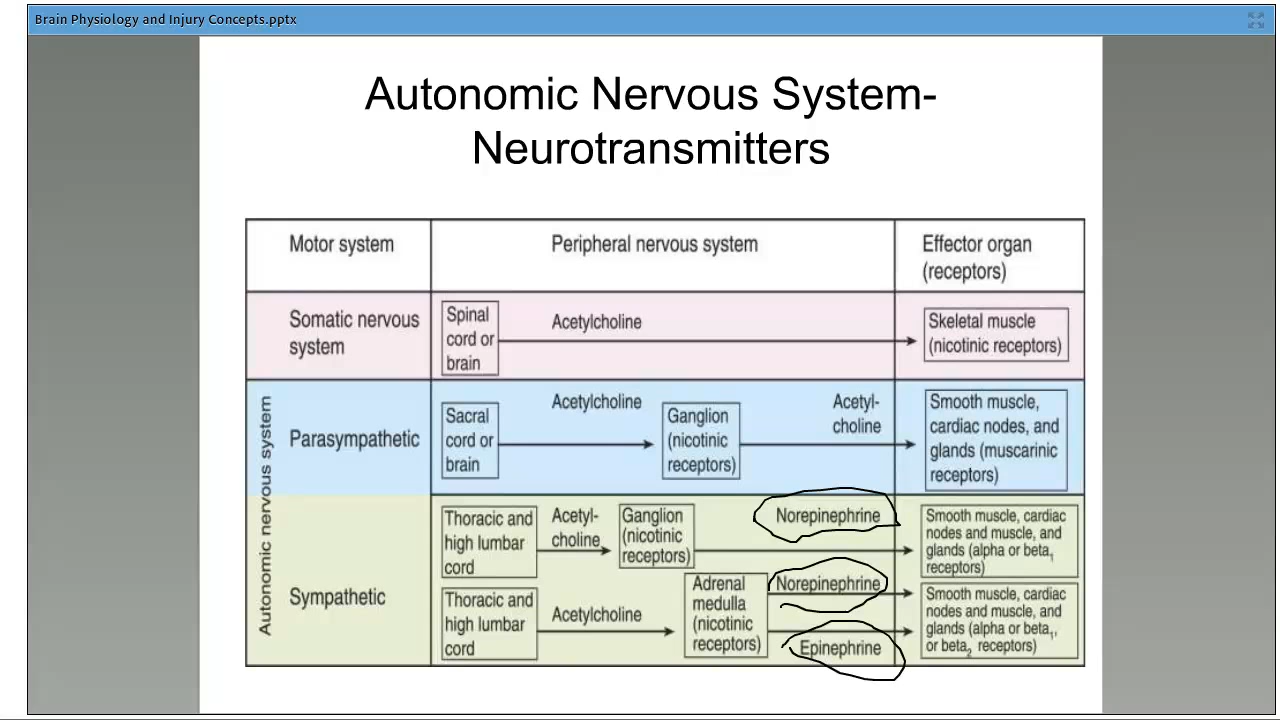 Brain Physiology and Injury Concepts.pptx
Autonomic Nervous System-
Neurotransmitters
Motor system
Peripheral nervous system
Effector organ
(receptors)
Somatic nervous
system
Spinal
cord or
brain
Acetylcholine
Skeletal muscle
(nicotinic receptors)
Autonomic nervous system
Parasympathetic
Sacral
cord or
brain
Acetylcholine
Ganglion
(nicotinic
receptors)
Acetyl-
choline
Smooth muscle,
cardiac nodes, and
glands (muscarinic
receptors)
Sympathetic
Thoracic and
high lumbar
cord
Acetyl-
choline
Ganglion
(nicotinic
receptors)
Norepinephrine
Smooth muscle, cardiac
nodes and muscle, and
glands (alpha or beta₁
receptors)
Thoracic and
high lumbar
cord
Acetylcholine
Adrenal
medulla
(nicotinic
receptors)
Norepinephrine
Epinephrine
Smooth muscle, cardiac
nodes and muscle, and
glands (alpha or beta₁,
or beta₂ receptors)